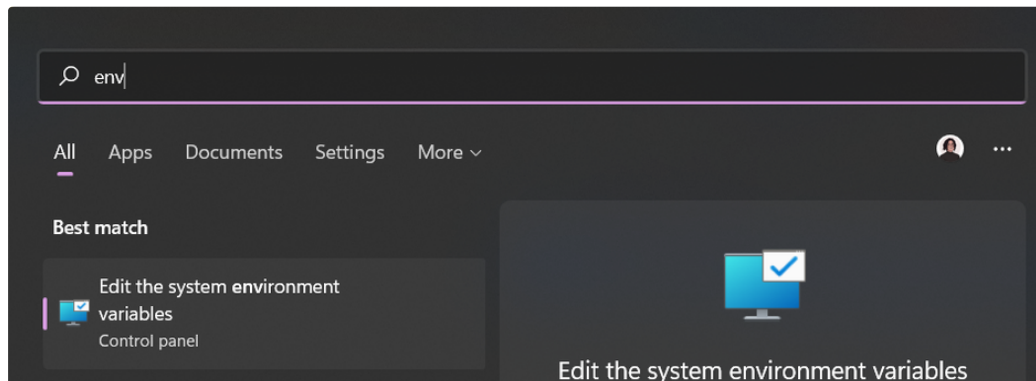 env
All Apps Documents Settings More
Best match
Edit the system environment
variables
Control panel
Edit the system environment variables